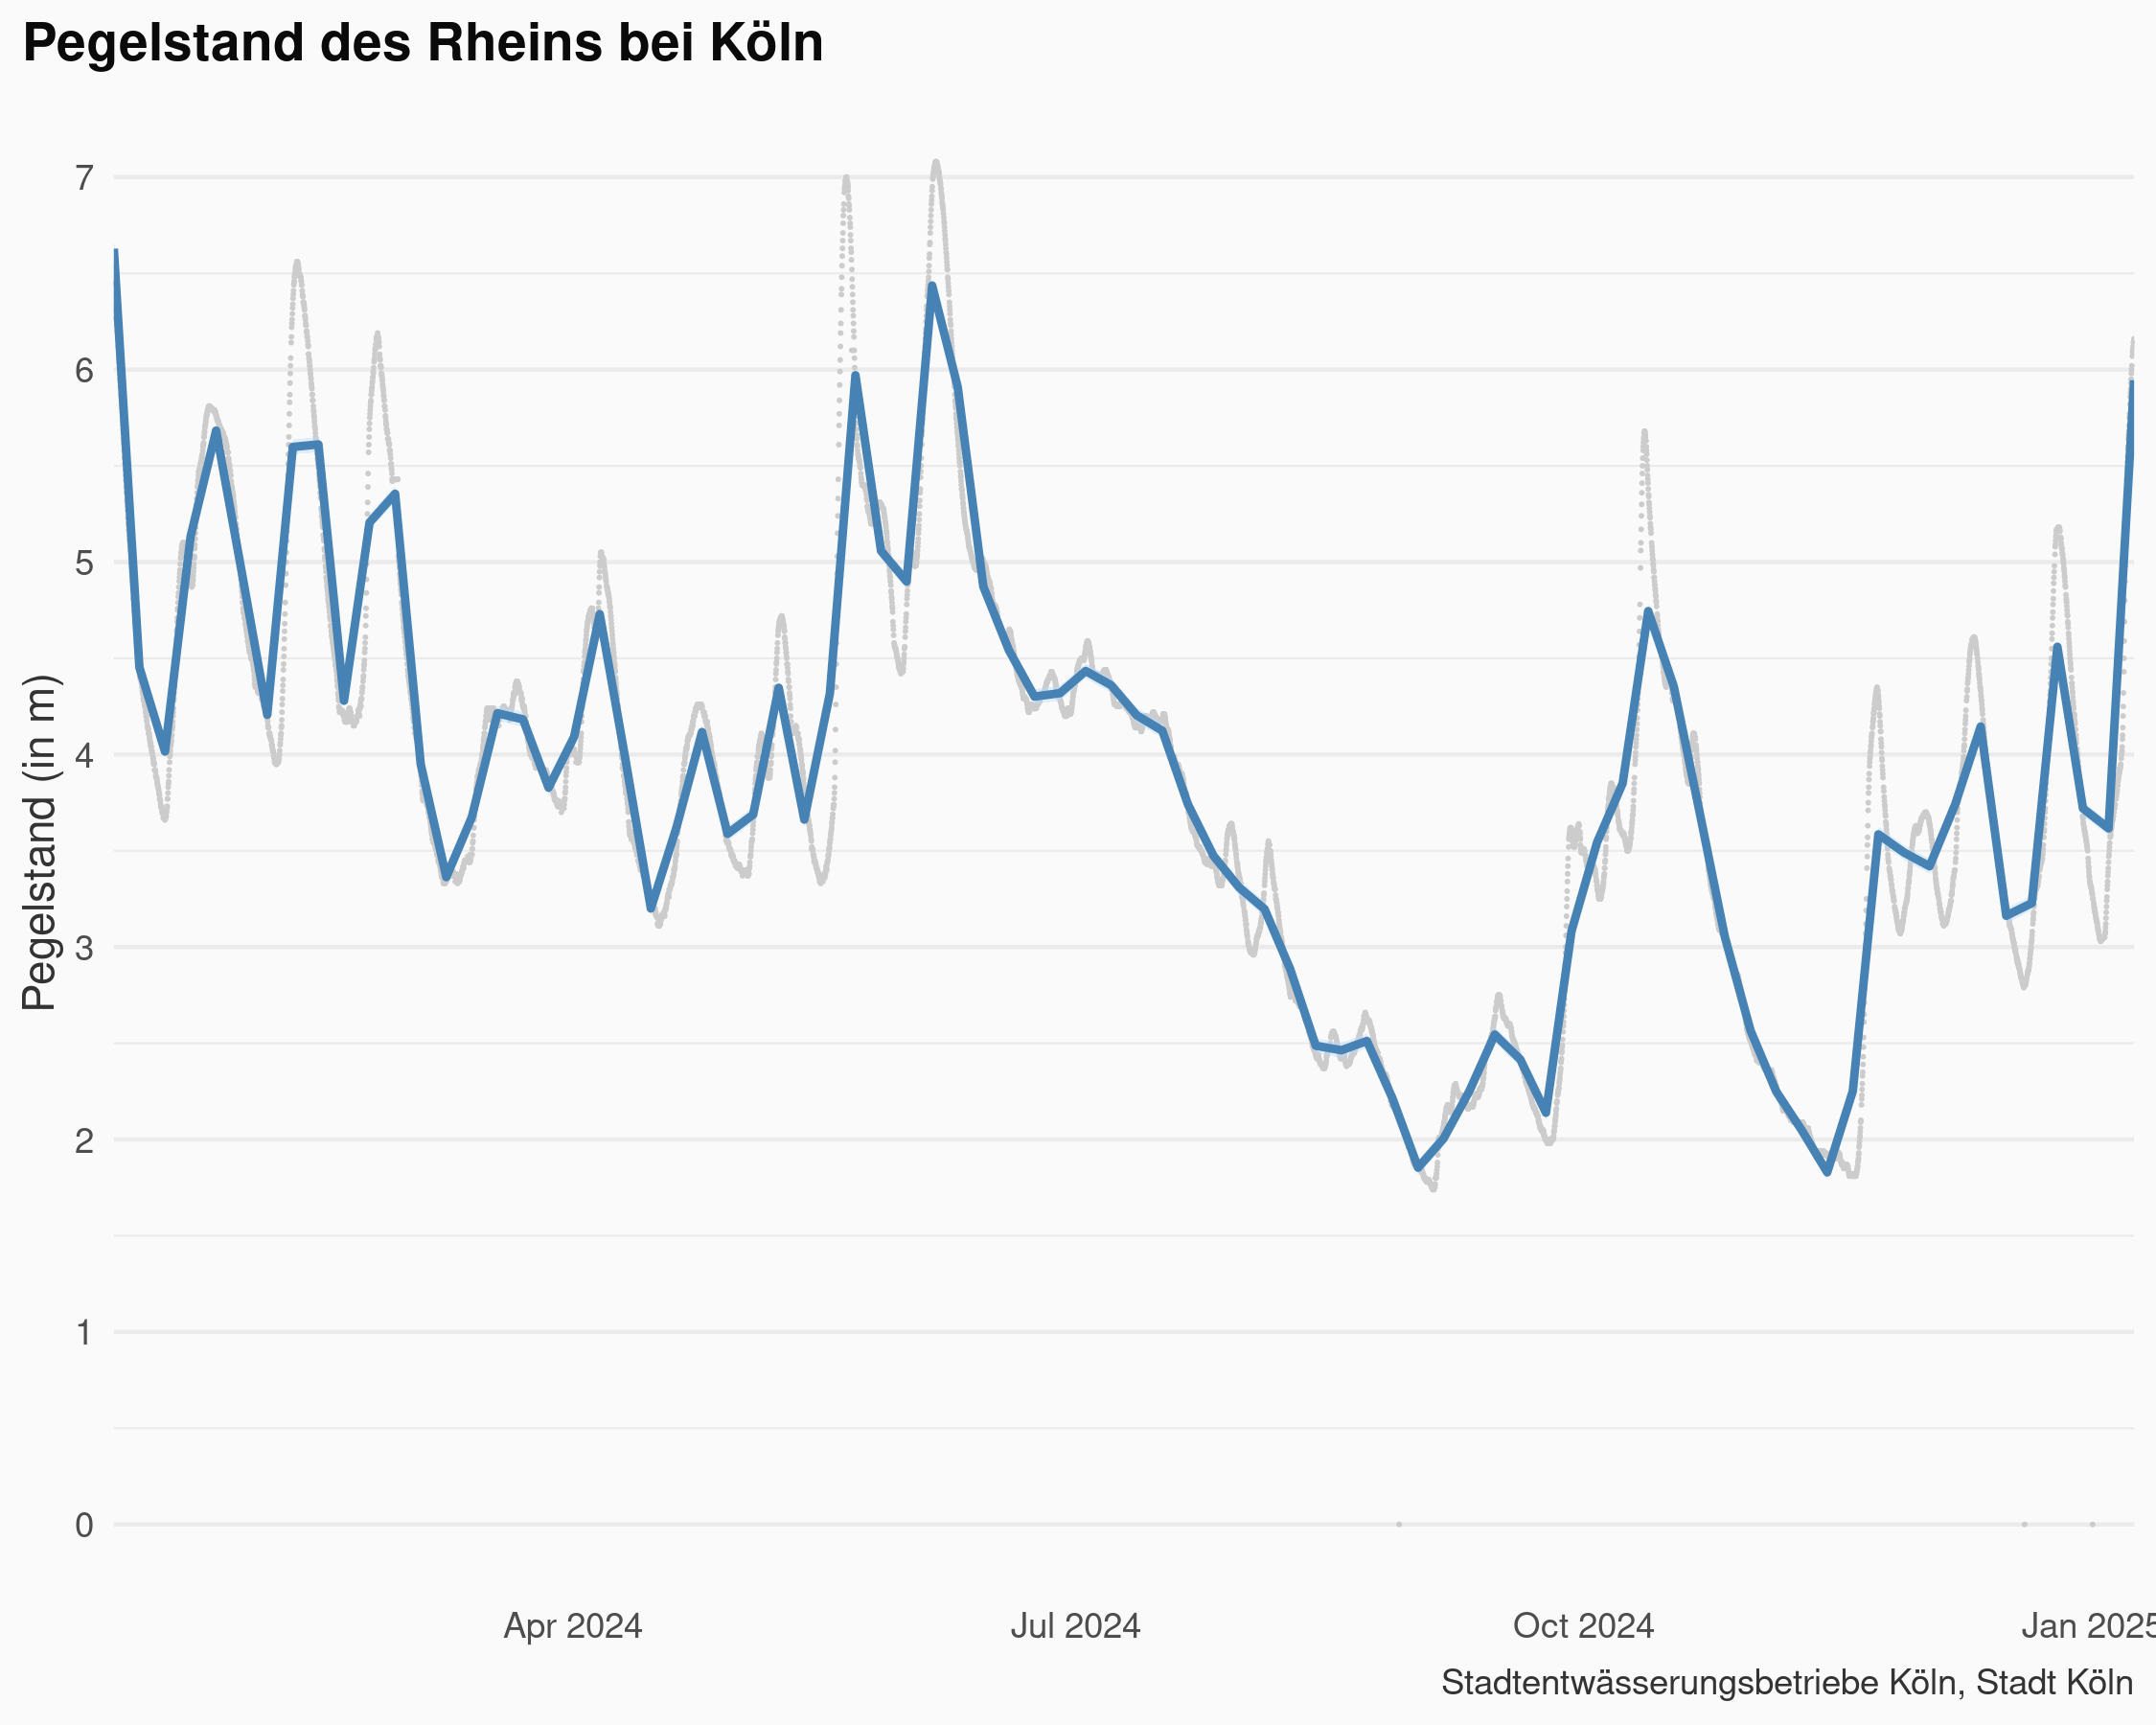 Pegelstand des Rheins bei Köln
Pegelstand (in m)
7
6
5
4
3
2
1
0
Apr 2024
Jul 2024
Oct 2024
Jan 2025
Stadtentwässerungsbetriebe Köln, Stadt Köln